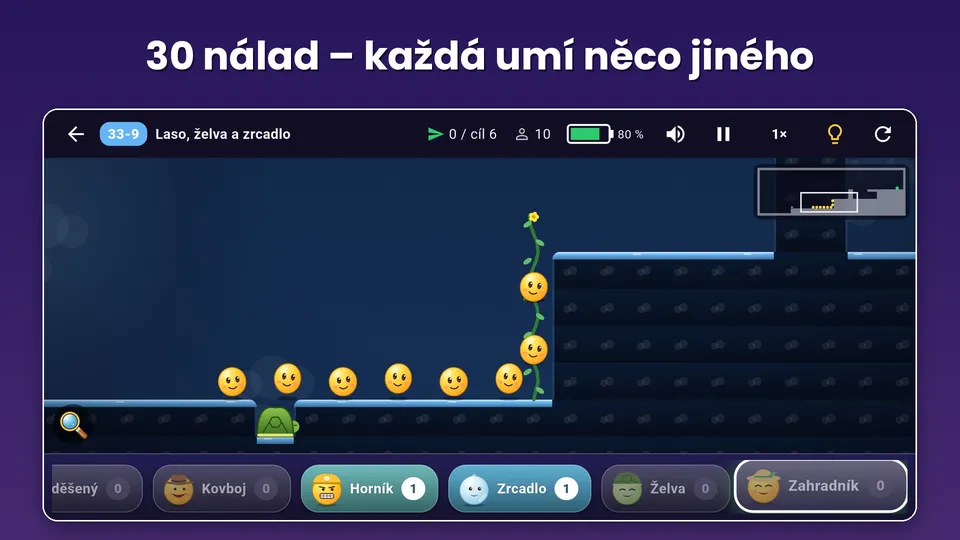 30 nálad – každá umí něco jiného
33-9 Laso, želva a zrcadlo 0 / cíl 6 10 80 % 1×
děšený 0 Kovboj 0 Horník 1 Zrcadlo 1 Želva 0 Zahradník 0